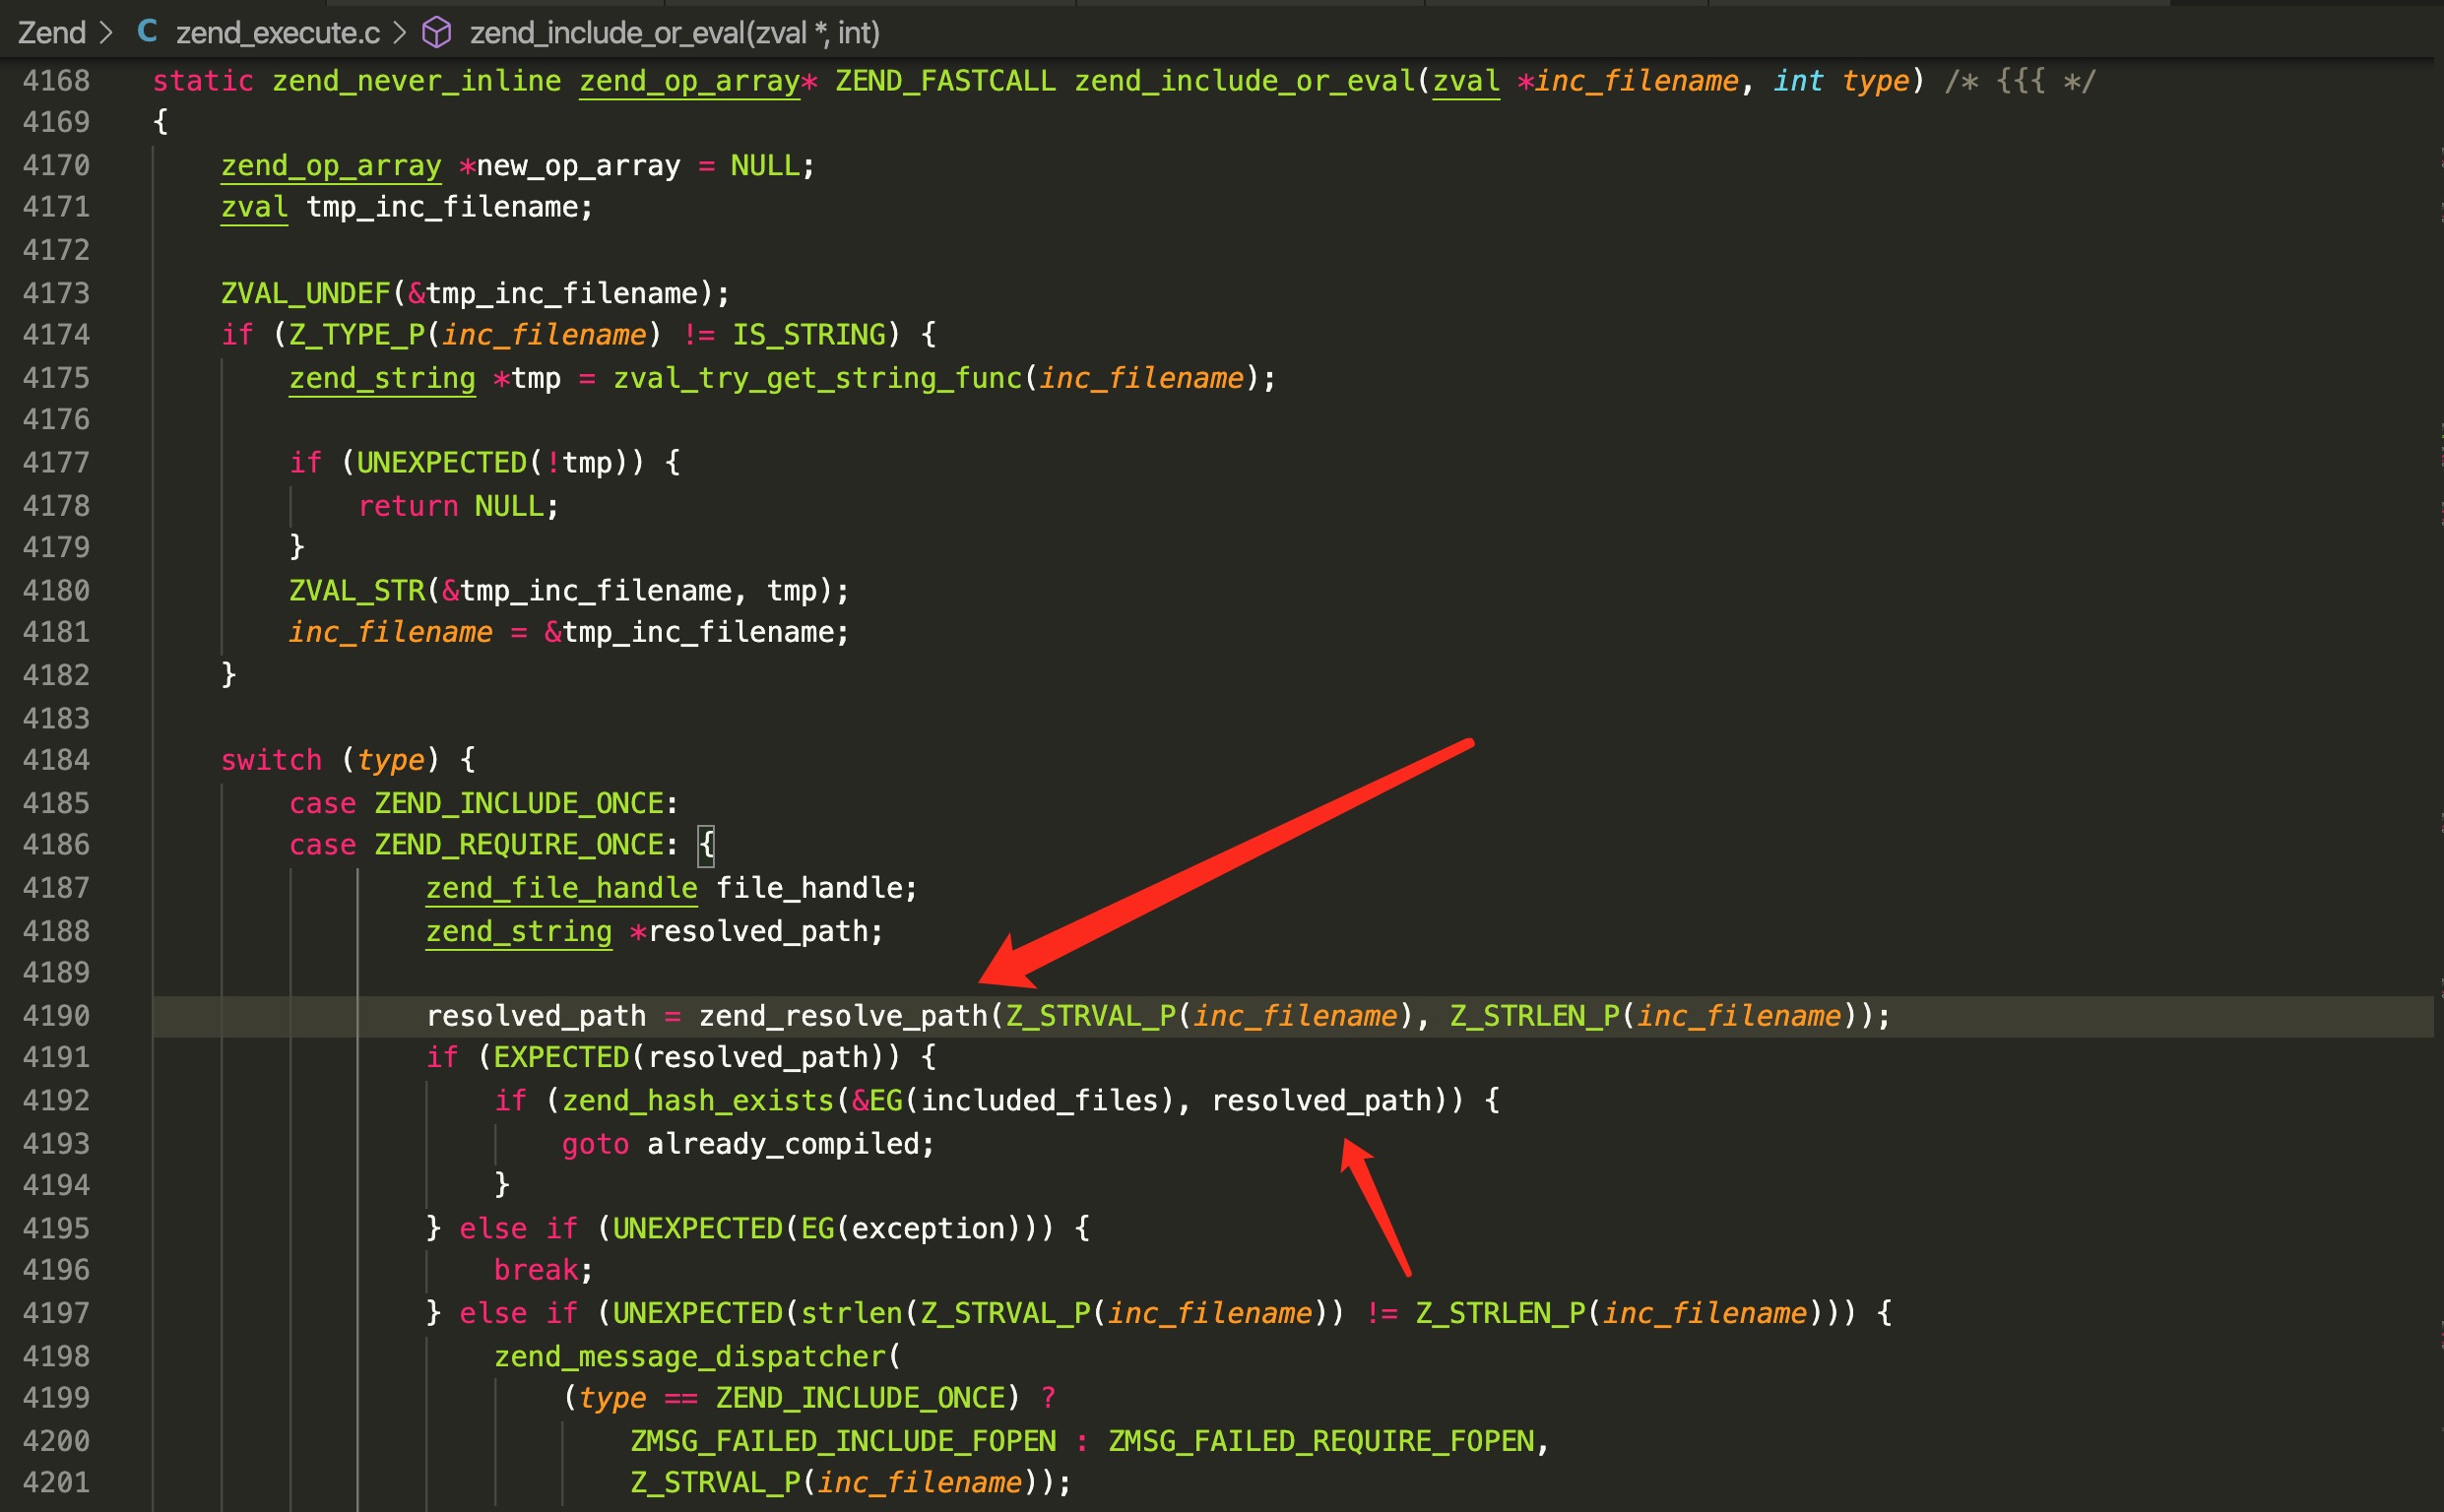 Zend > C zend_execute.c > zend_include_or_eval(zval *, int)
4168 static zend_never_inline zend_op_array* ZEND_FASTCALL zend_include_or_eval(zval *inc_filename, int type) /* {{{ */
4169 {
4170     zend_op_array *new_op_array = NULL;
4171     zval tmp_inc_filename;
4172
4173     ZVAL_UNDEF(&tmp_inc_filename);
4174     if (Z_TYPE_P(inc_filename) != IS_STRING) {
4175         zend_string *tmp = zval_try_get_string_func(inc_filename);
4176
4177         if (UNEXPECTED(!tmp)) {
4178             return NULL;
4179         }
4180         ZVAL_STR(&tmp_inc_filename, tmp);
4181         inc_filename = &tmp_inc_filename;
4182     }
4183
4184     switch (type) {
4185         case ZEND_INCLUDE_ONCE:
4186         case ZEND_REQUIRE_ONCE: {
4187                 zend_file_handle file_handle;
4188                 zend_string *resolved_path;
4189
4190                 resolved_path = zend_resolve_path(Z_STRVAL_P(inc_filename), Z_STRLEN_P(inc_filename));
4191                 if (EXPECTED(resolved_path)) {
4192                     if (zend_hash_exists(&EG(included_files), resolved_path)) {
4193                         goto already_compiled;
4194                     }
4195                 } else if (UNEXPECTED(EG(exception))) {
4196                     break;
4197                 } else if (UNEXPECTED(strlen(Z_STRVAL_P(inc_filename)) != Z_STRLEN_P(inc_filename))) {
4198                     zend_message_dispatcher(
4199                         (type == ZEND_INCLUDE_ONCE) ?
4200                             ZMSG_FAILED_INCLUDE_FOPEN : ZMSG_FAILED_REQUIRE_FOPEN,
4201                             Z_STRVAL_P(inc_filename));